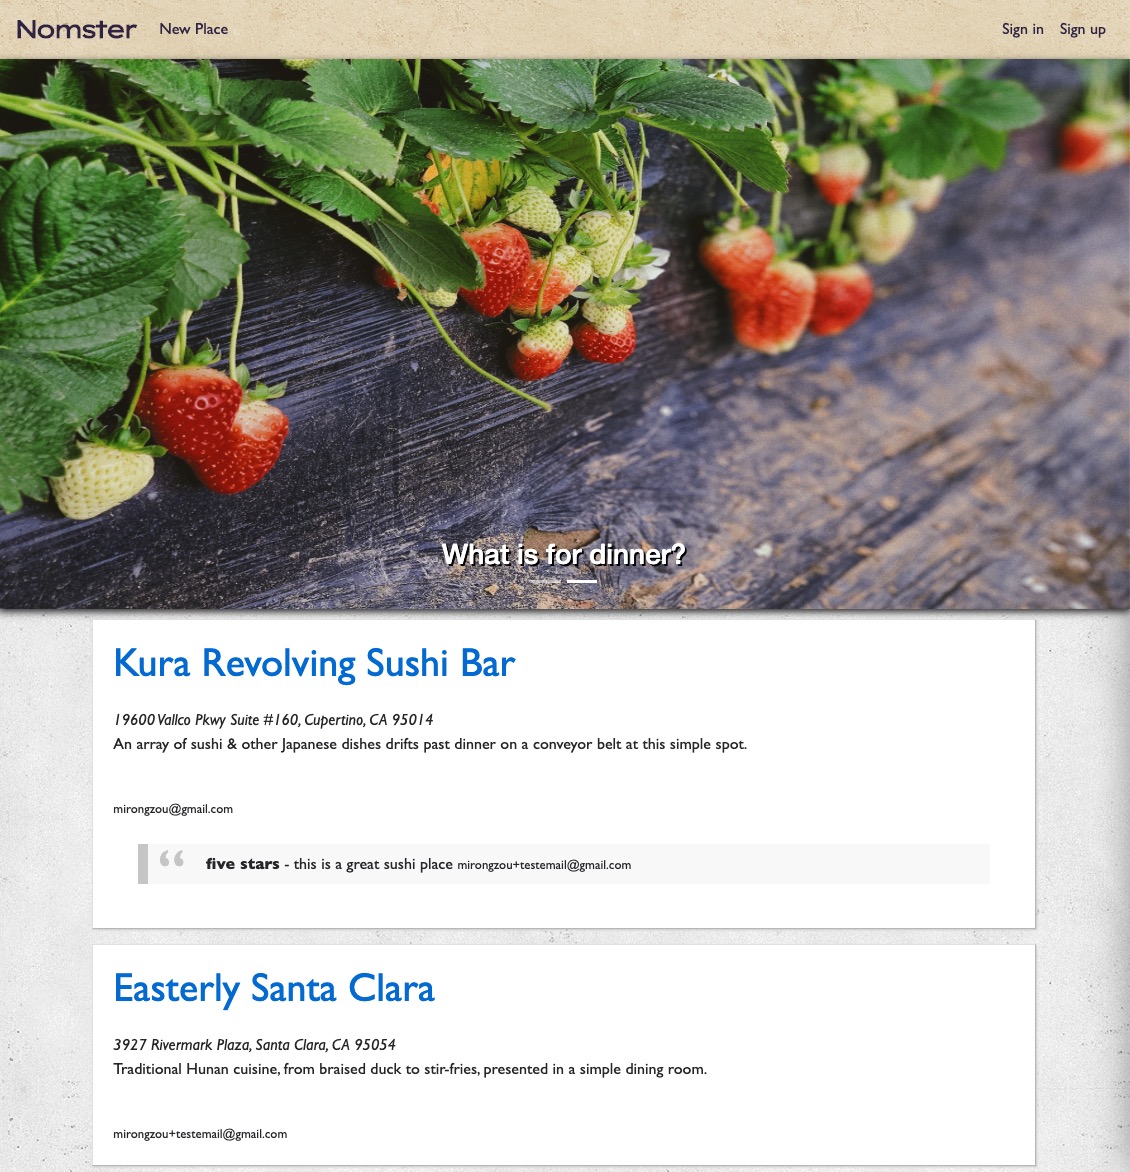 Nomster New Place Sign in Sign up
What is for dinner?
Kura Revolving Sushi Bar
19600 Vallco Pkwy Suite #160, Cupertino, CA 95014
An array of sushi & other Japanese dishes drifts past dinner on a conveyor belt at this simple spot.
mirongzou@gmail.com
“ five stars - this is a great sushi place mirongzou+testemail@gmail.com
Easterly Santa Clara
3927 Rivermark Plaza, Santa Clara, CA 95054
Traditional Hunan cuisine, from braised duck to stir-fries, presented in a simple dining room.
mirongzou+testemail@gmail.com